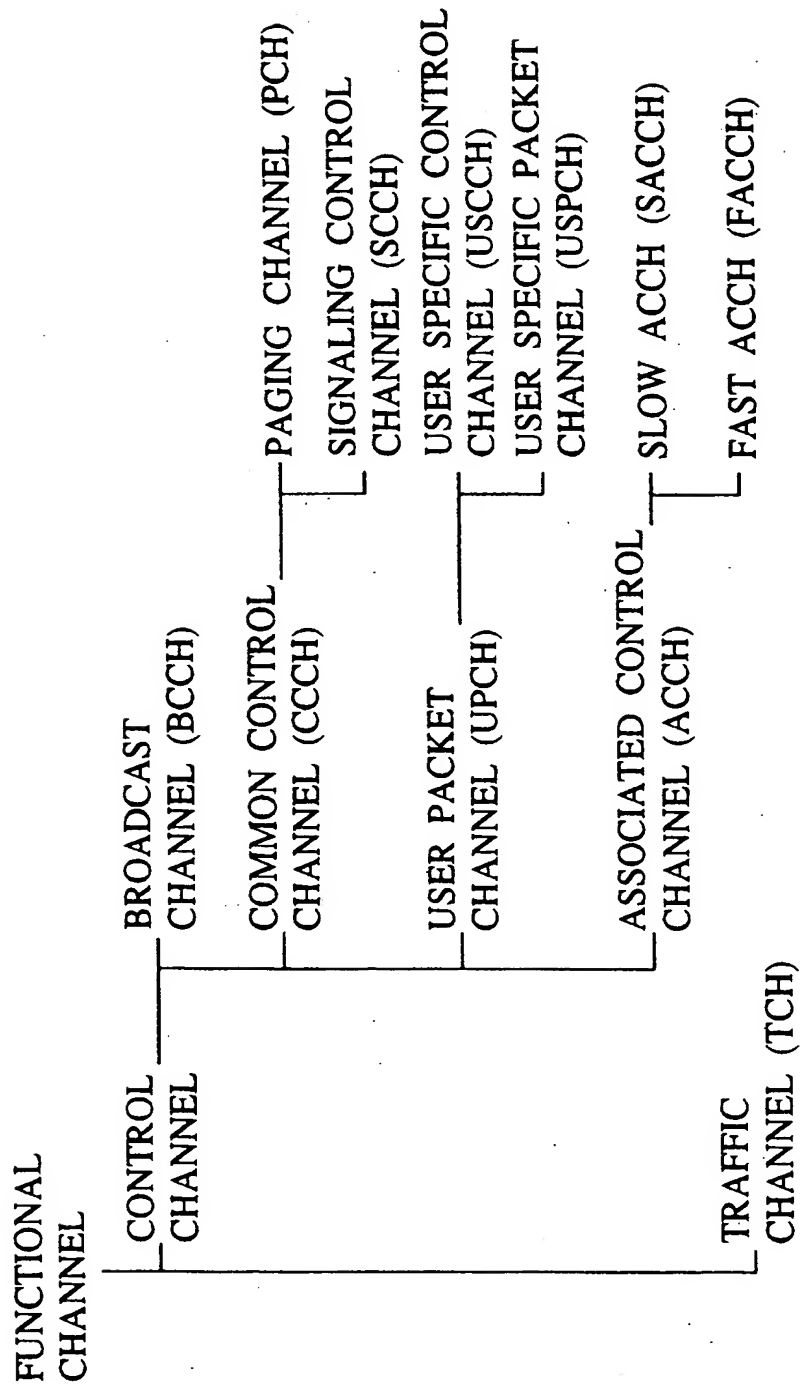 FUNCTIONAL
CHANNEL
CONTROL
CHANNEL
BROADCAST
CHANNEL (BCCH)
COMMON CONTROL
CHANNEL (CCCH)
PAGING CHANNEL (PCH)
SIGNALING CONTROL
CHANNEL (SCCH)
USER PACKET
CHANNEL (UPCH)
USER SPECIFIC CONTROL
CHANNEL (USCCH)
USER SPECIFIC PACKET
CHANNEL (USPCH)
ASSOCIATED CONTROL
CHANNEL (ACCH)
SLOW ACCH (SACCH)
FAST ACCH (FACCH)
TRAFFIC
CHANNEL (TCH)